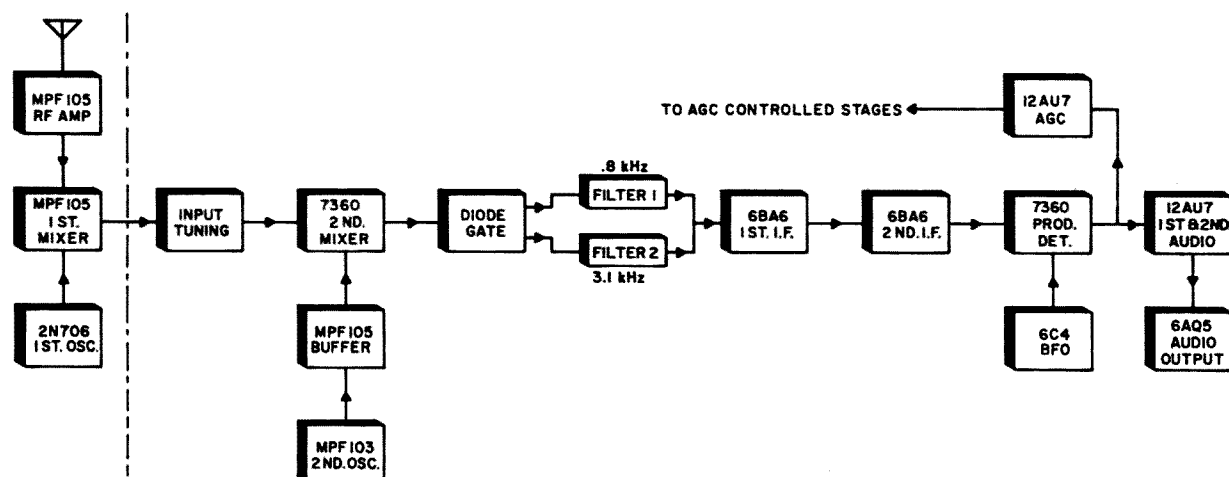 MPF105
RF AMP
MPF105
1ST.
MIXER
2N706
1ST. OSC.
INPUT
TUNING
7360
2ND.
MIXER
MPF105
BUFFER
MPF103
2ND. OSC.
DIODE
GATE
.8 kHz
FILTER 1
FILTER 2
3.1 kHz
6BA6
1ST. I.F.
6BA6
2ND. I.F.
TO AGC CONTROLLED STAGES
12AU7
AGC
7360
PROD.
DET.
6C4
BFO
12AU7
1ST & 2ND
AUDIO
6AQ5
AUDIO
OUTPUT